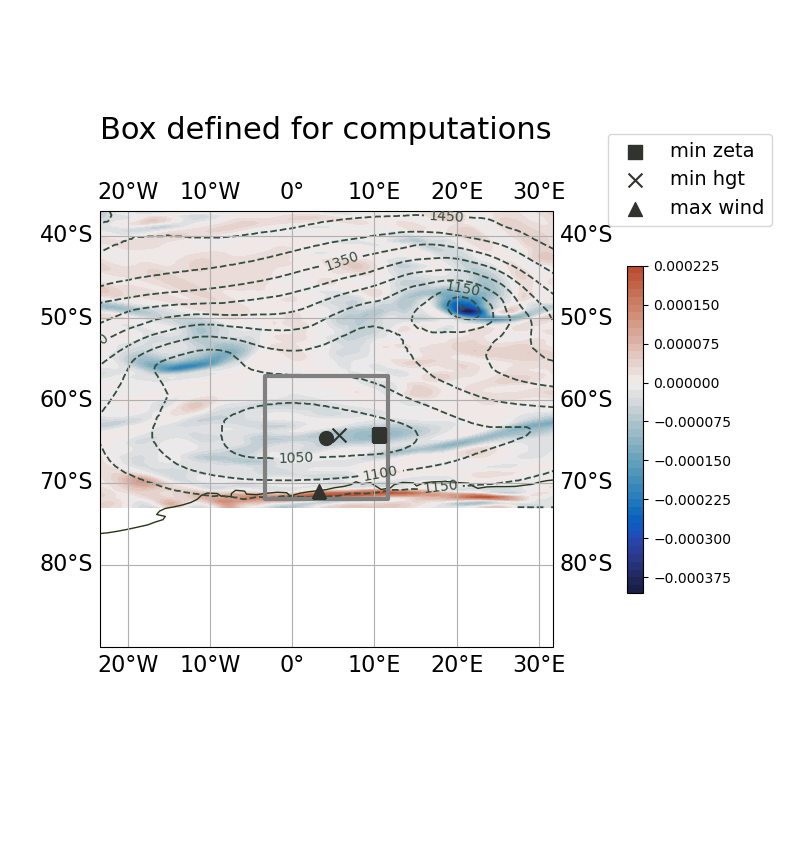 Box defined for computations
min zeta
min hgt
max wind
20°W 10°W 0° 10°E 20°E 30°E
40°S 40°S
50°S 50°S
60°S 60°S
70°S 70°S
80°S 80°S
20°W 10°W 0° 10°E 20°E 30°E
1450
1350
1150
0
1050
1100
1150
0.000225
0.000150
0.000075
0.000000
−0.000075
−0.000150
−0.000225
−0.000300
−0.000375